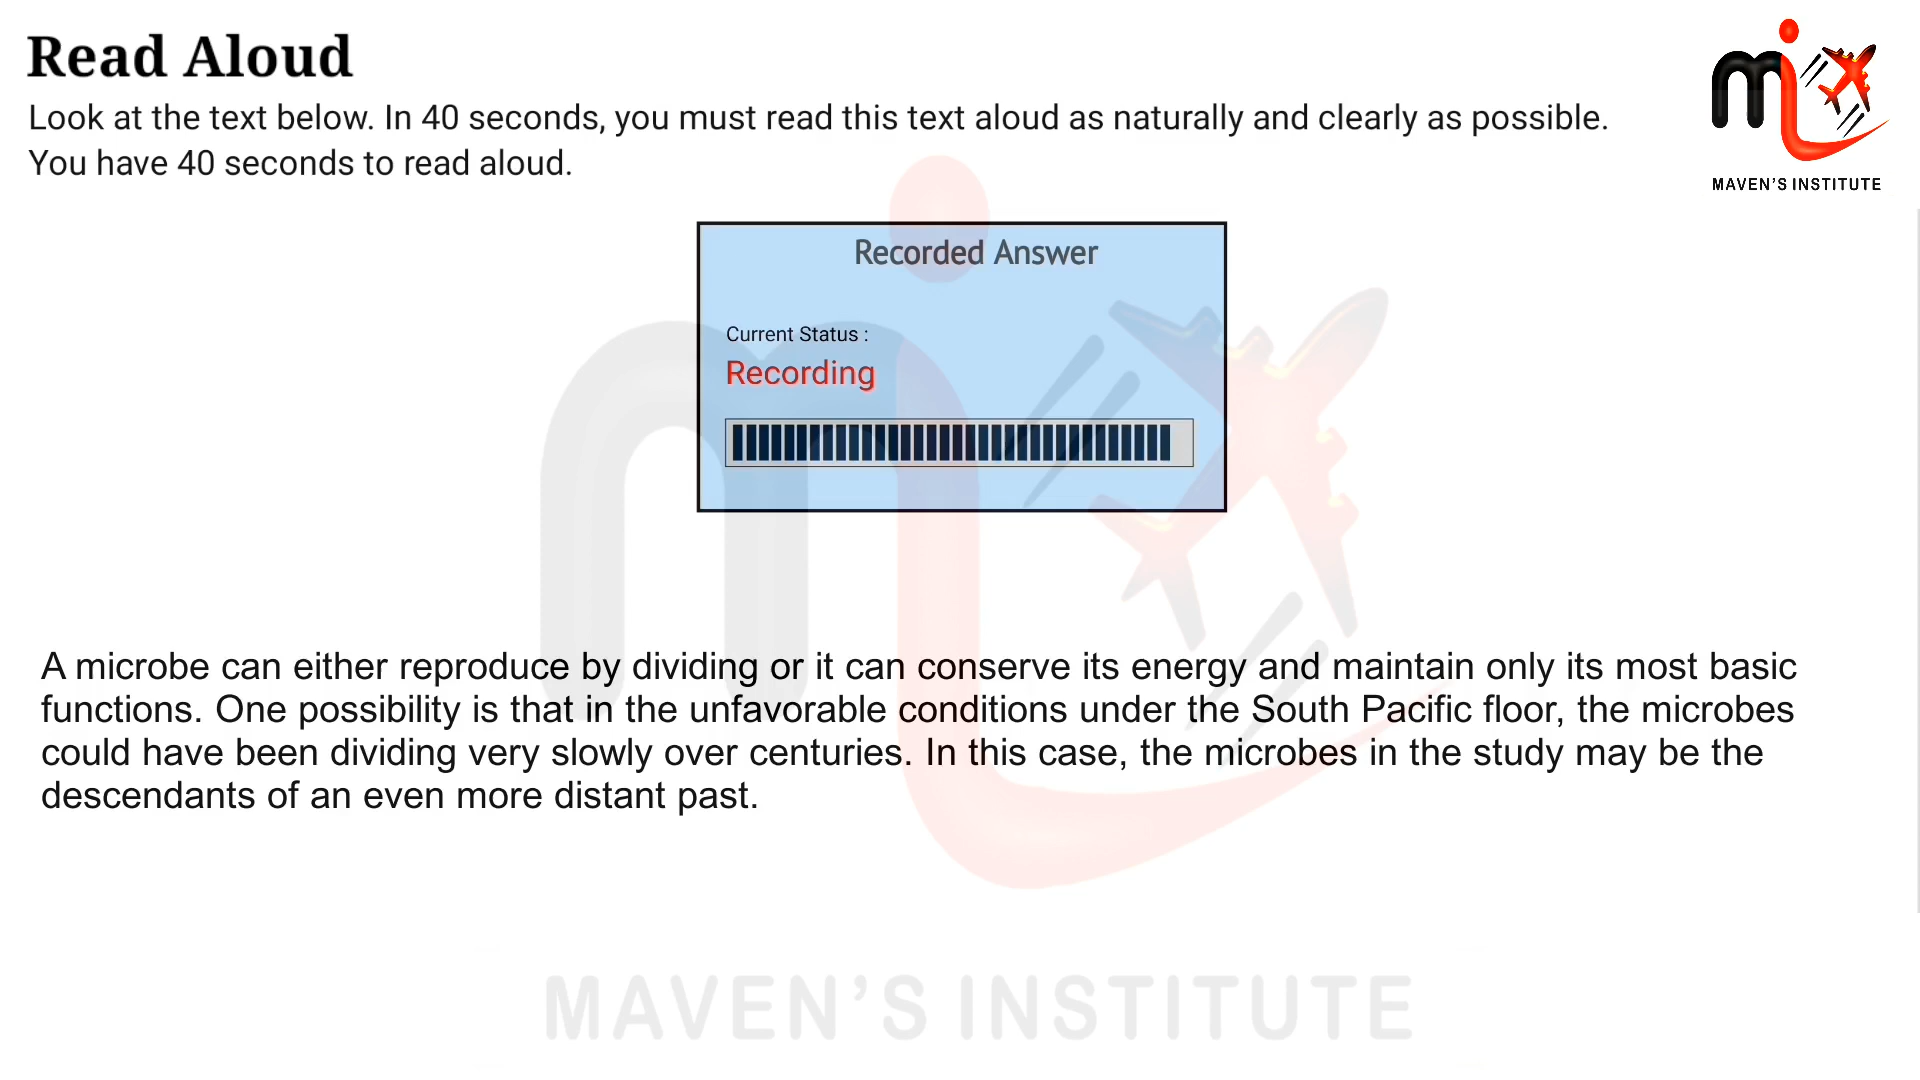 Read Aloud
Look at the text below. In 40 seconds, you must read this text aloud as naturally and clearly as possible.
You have 40 seconds to read aloud.
MAVEN'S INSTITUTE
Recorded Answer
Current Status :
Recording
A microbe can either reproduce by dividing or it can conserve its energy and maintain only its most basic
functions. One possibility is that in the unfavorable conditions under the South Pacific floor, the microbes
could have been dividing very slowly over centuries. In this case, the microbes in the study may be the
descendants of an even more distant past.
MAVEN'S INSTITUTE